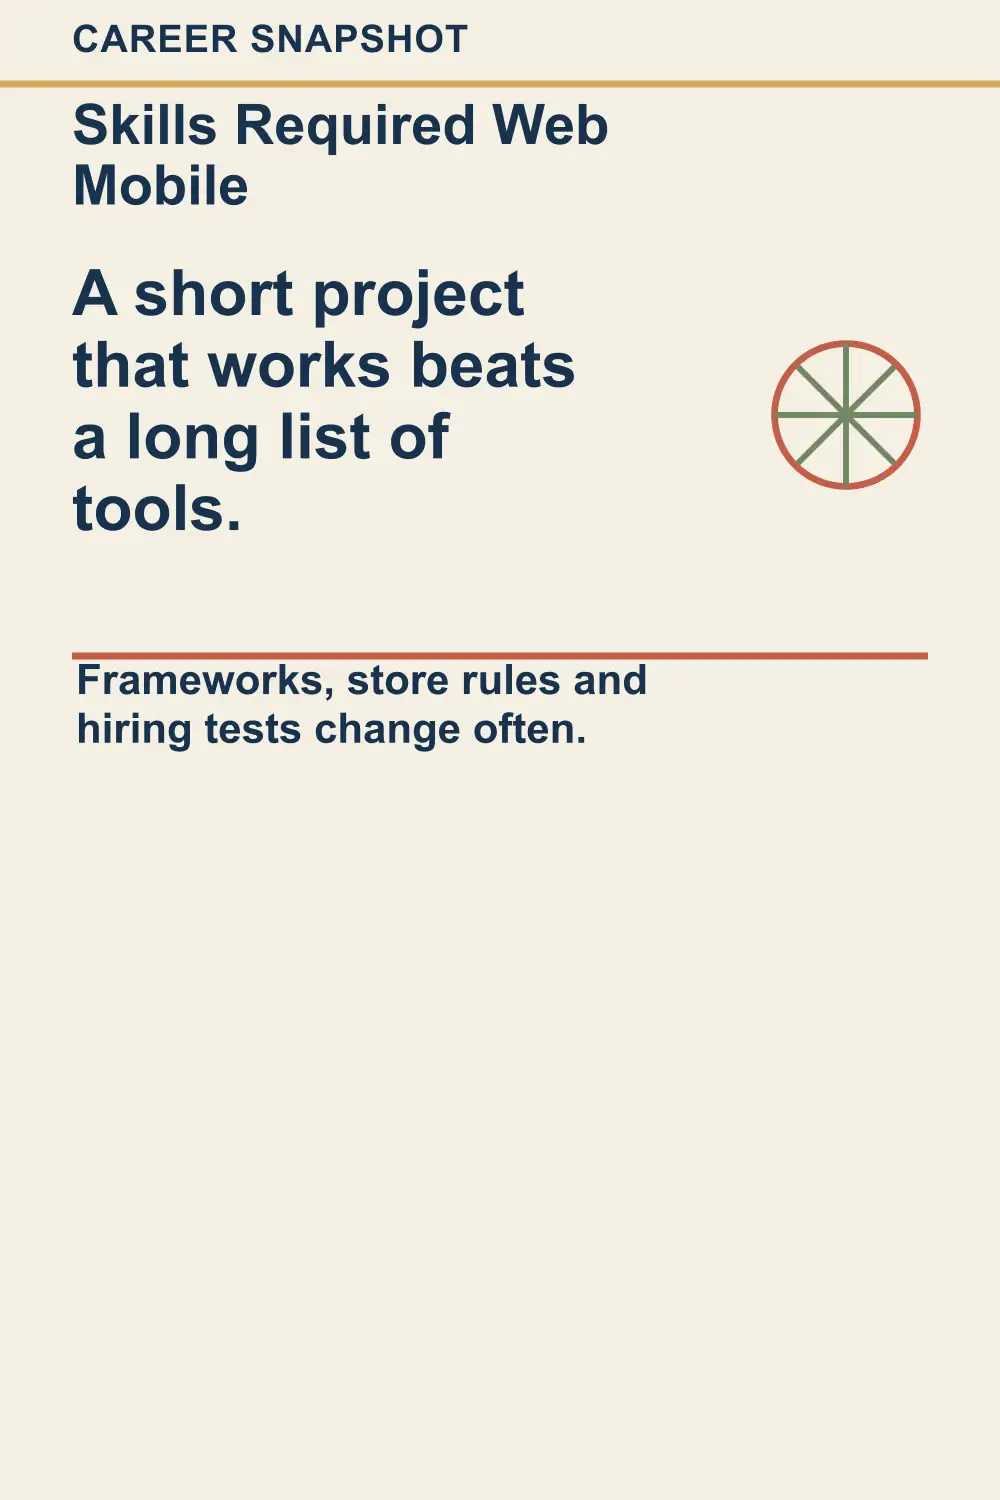 CAREER SNAPSHOT
Skills Required Web
Mobile
A short project
that works beats
a long list of
tools.
Frameworks, store rules and
hiring tests change often.